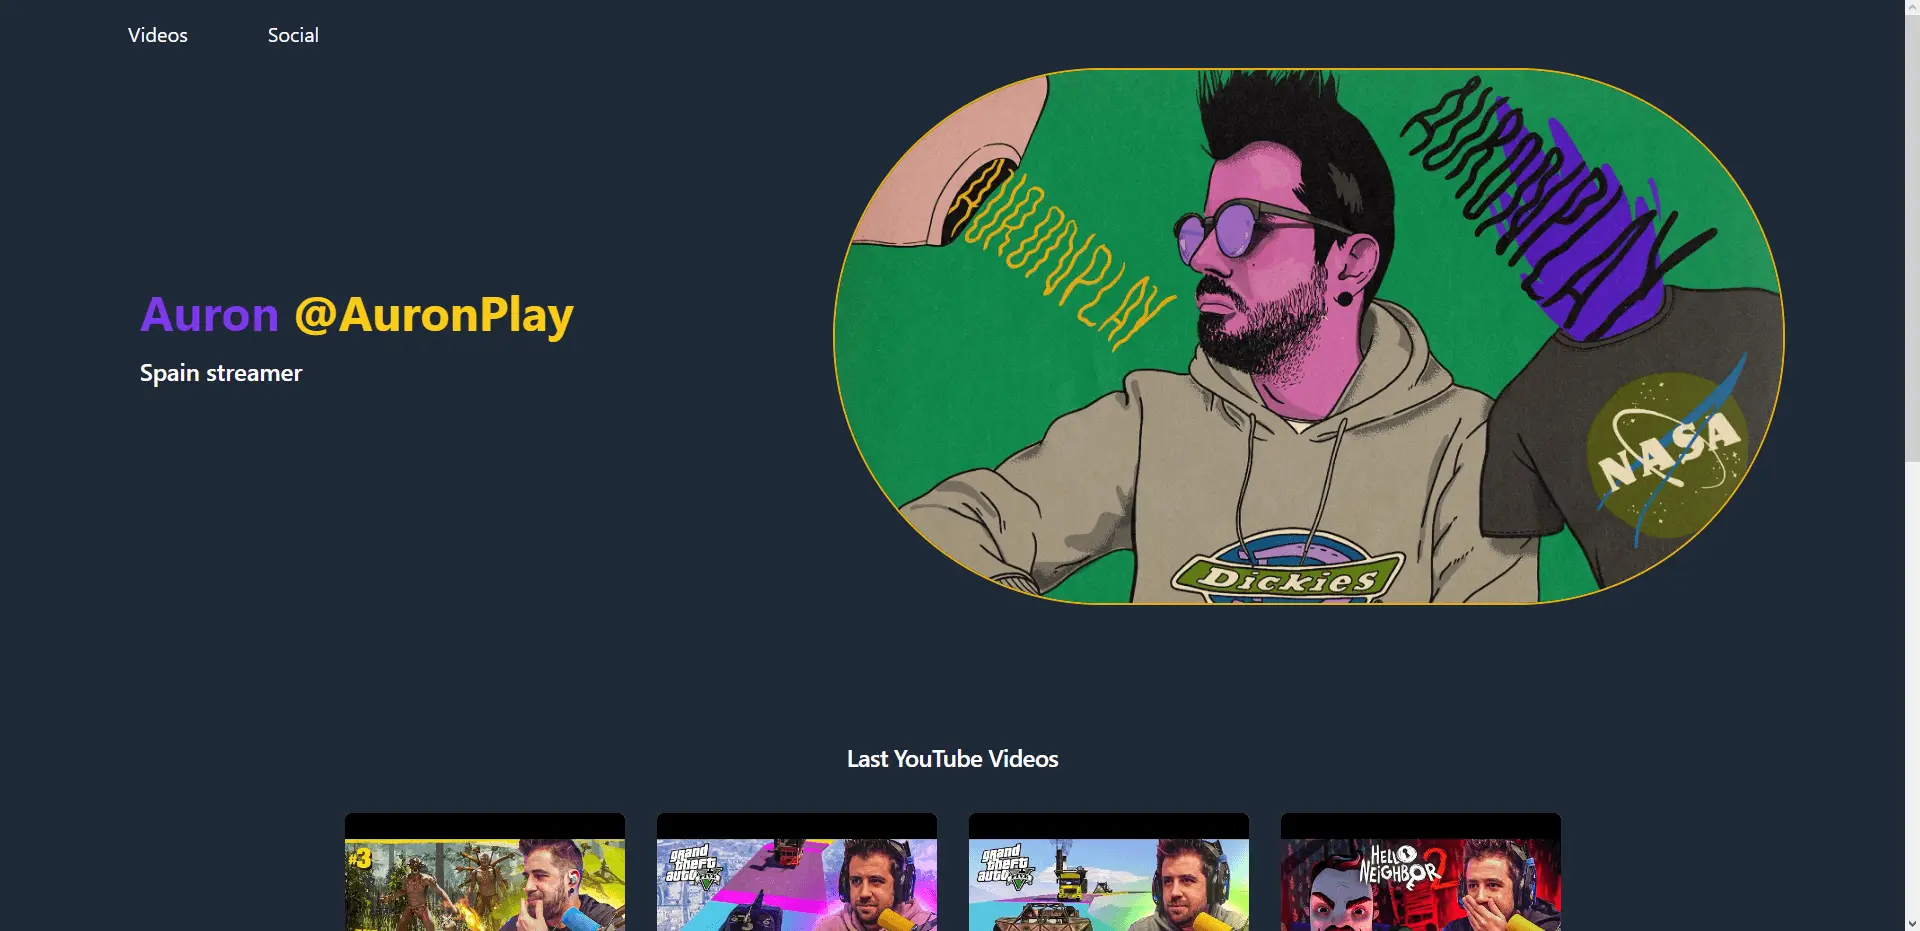 Videos
Social
AURONPLAY
AURONPLAY
Auron @AuronPlay
Spain streamer
NASA
Dickies
Last YouTube Videos
#3
grand
theft
auto V
grand
theft
auto V
HELLO
NEIGHBOR 2